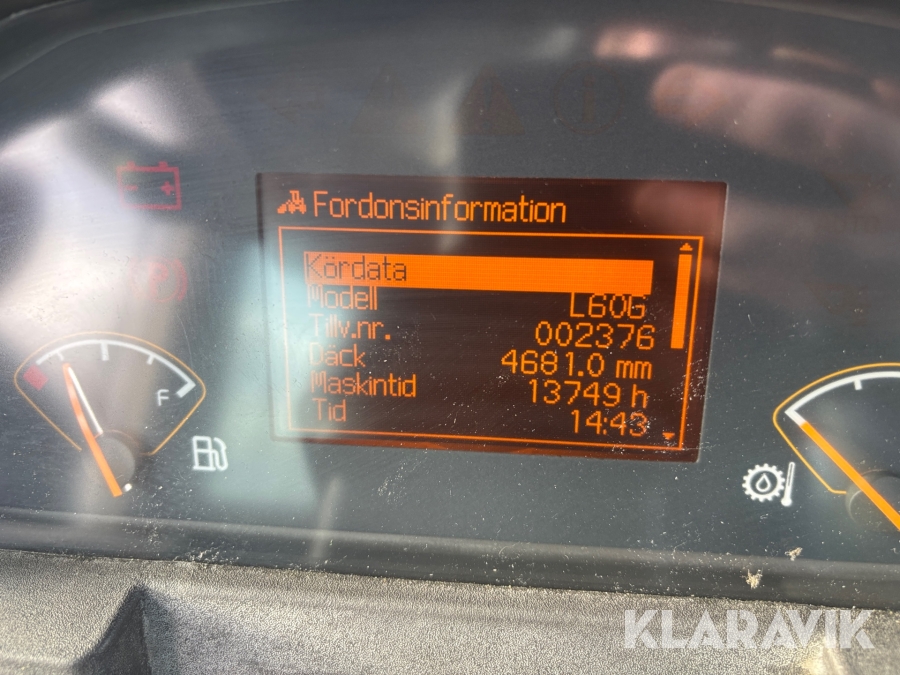 Fordonsinformation
Kördata
Modell L60G
Tillv.nr. 002376
Däck 4681.0 mm
Maskintid 13749 h
Tid 14:43
F
KLARAVIK